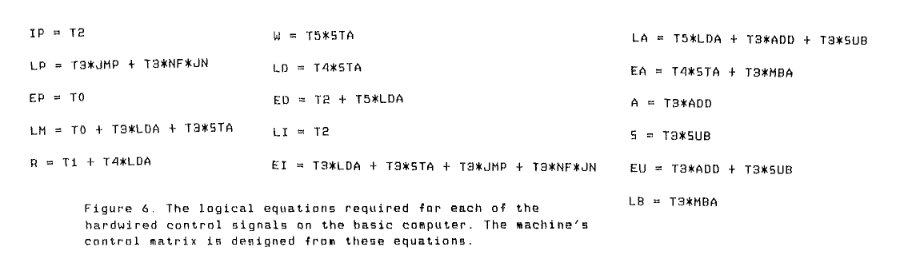 IP = T2
LP = T3*JMP + T3*NF*JN
EP = T0
LM = T0 + T3*LDA + T3*STA
R = T1 + T4*LDA
W = T5*STA
LD = T4*STA
ED = T2 + T5*LDA
LI = T2
EI = T3*LDA + T3*STA + T3*JMP + T3*NF*JN
LA = T5*LDA + T3*ADD + T3*SUB
EA = T4*STA + T3*MBA
A = T3*ADD
S = T3*SUB
EU = T3*ADD + T3*SUB
LB = T3*MBA
Figure 6. The logical equations required for each of the
hardwired control signals on the basic computer. The machine's
control matrix is designed from these equations.